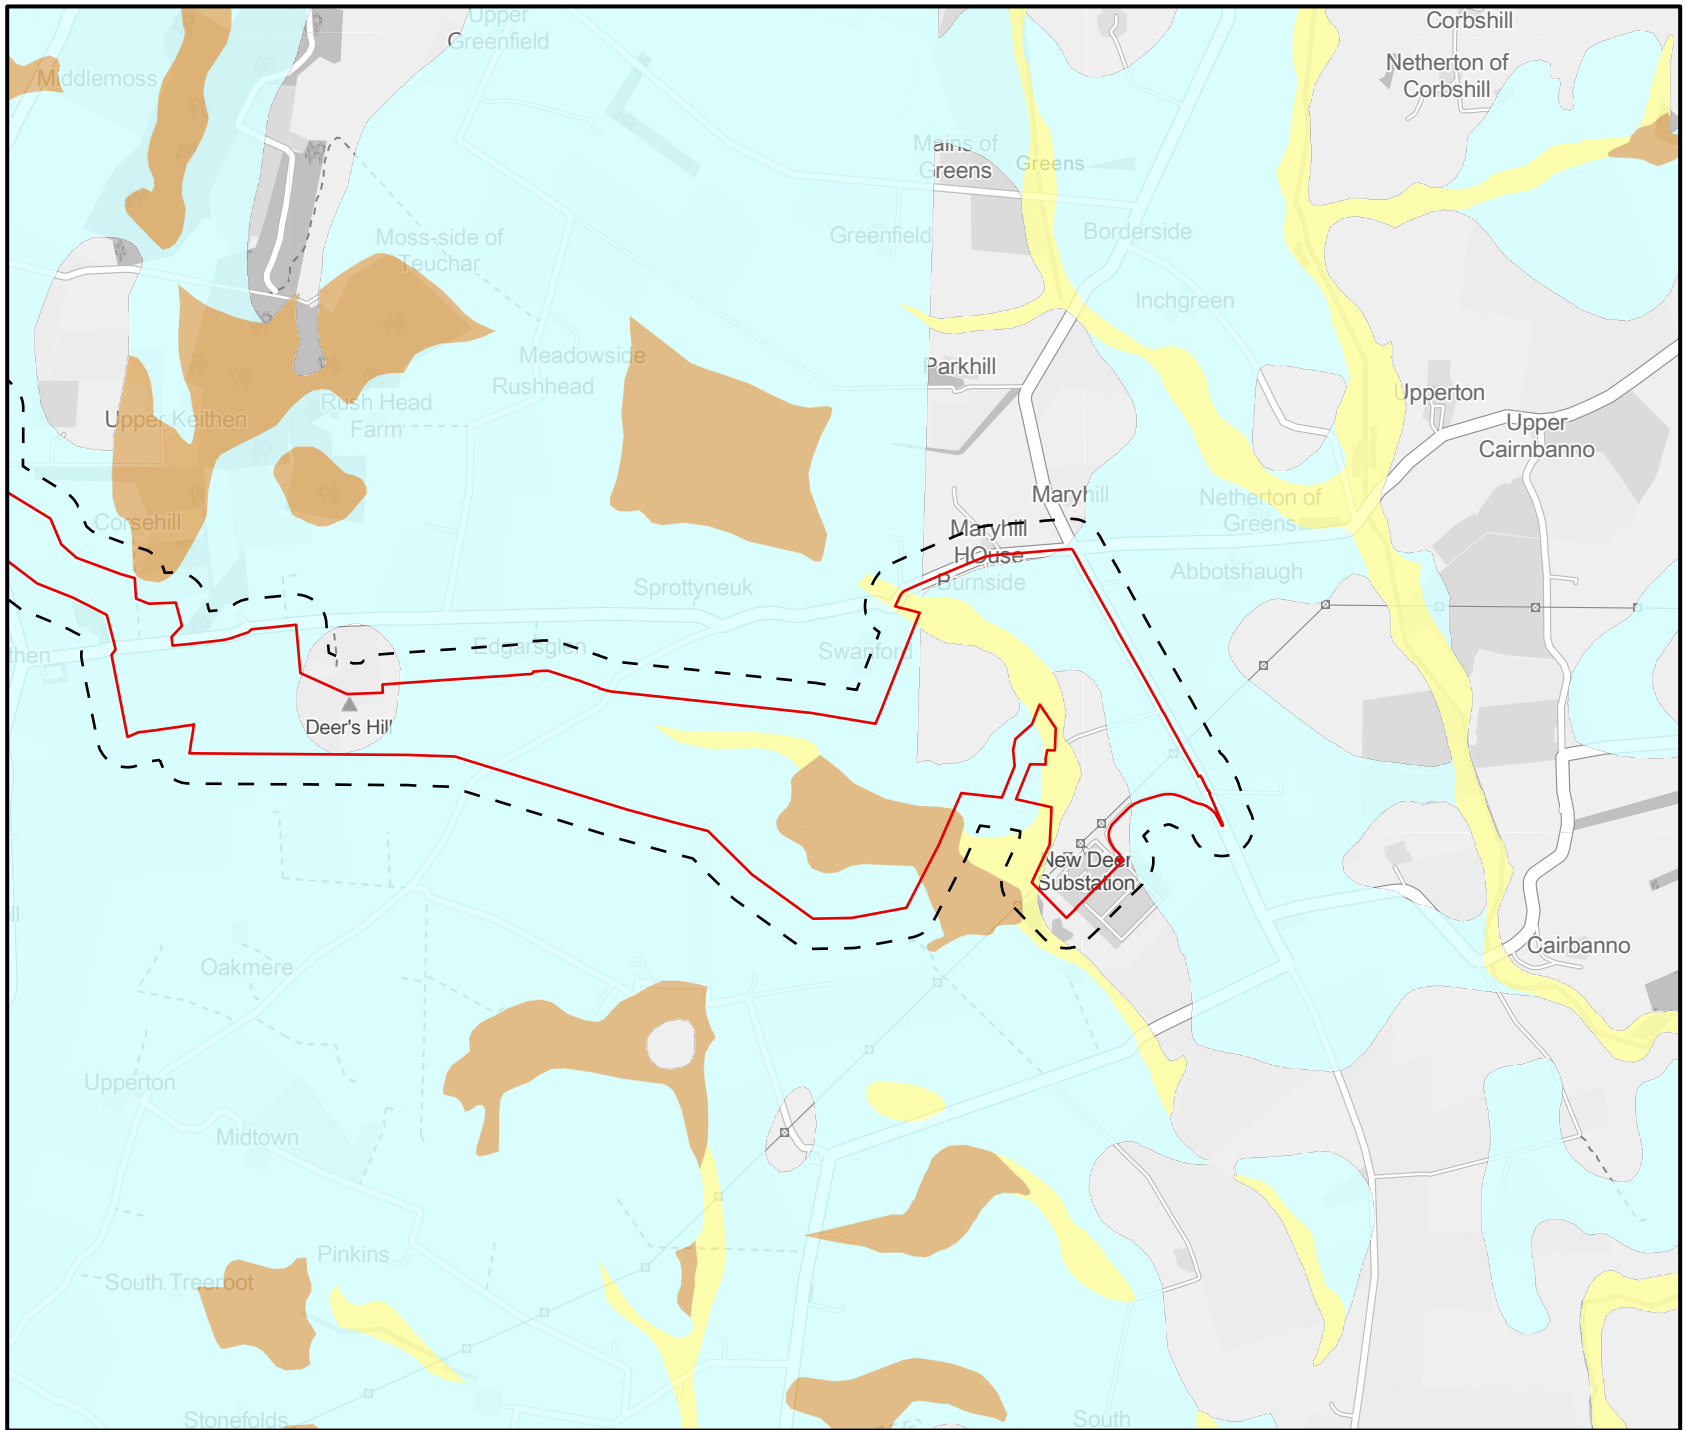 Upper
Greenfield
Corbshill
Middlemoss
Netherton of
Corbshill
Mains of
Greens
Greens
Moss-side of
Teuchar
Greenfield
Borderside
Inchgreen
Meadowside
Parkhill
Rushhead
Upperton
Rush Head
Farm
Upper Keithen
Upper
Cairnbanno
Maryhill
Netherton of
Greens
Corsehill
Maryhill
HOuse
Burnside
Abbotshaugh
Sprottyneuk
Edgarsglen
Swanford
then
Deer's Hill
New Deer
Substation
ll
Cairbanno
Oakmere
Upperton
Midtown
Pinkins
South Treeroot
Stonefolds
South